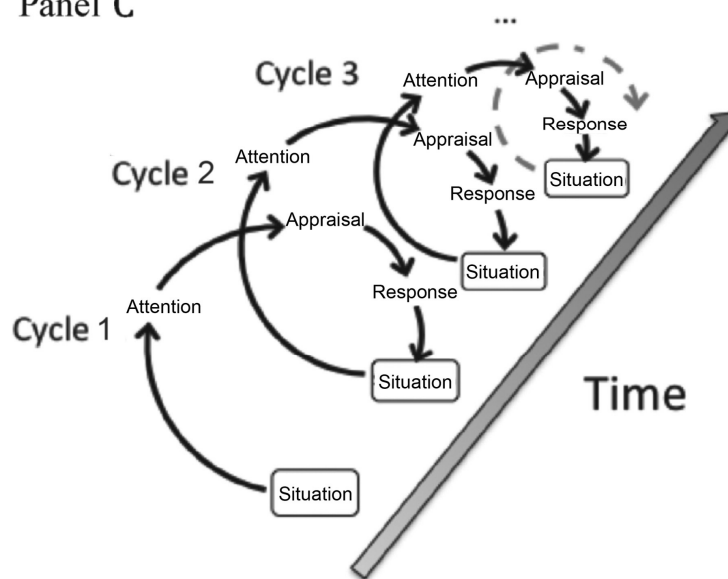 Panel C
...
Cycle 3
Attention
Appraisal
Response
Situation
Cycle 2
Attention
Appraisal
Response
Situation
Cycle 1
Attention
Appraisal
Response
Situation
Situation
Time